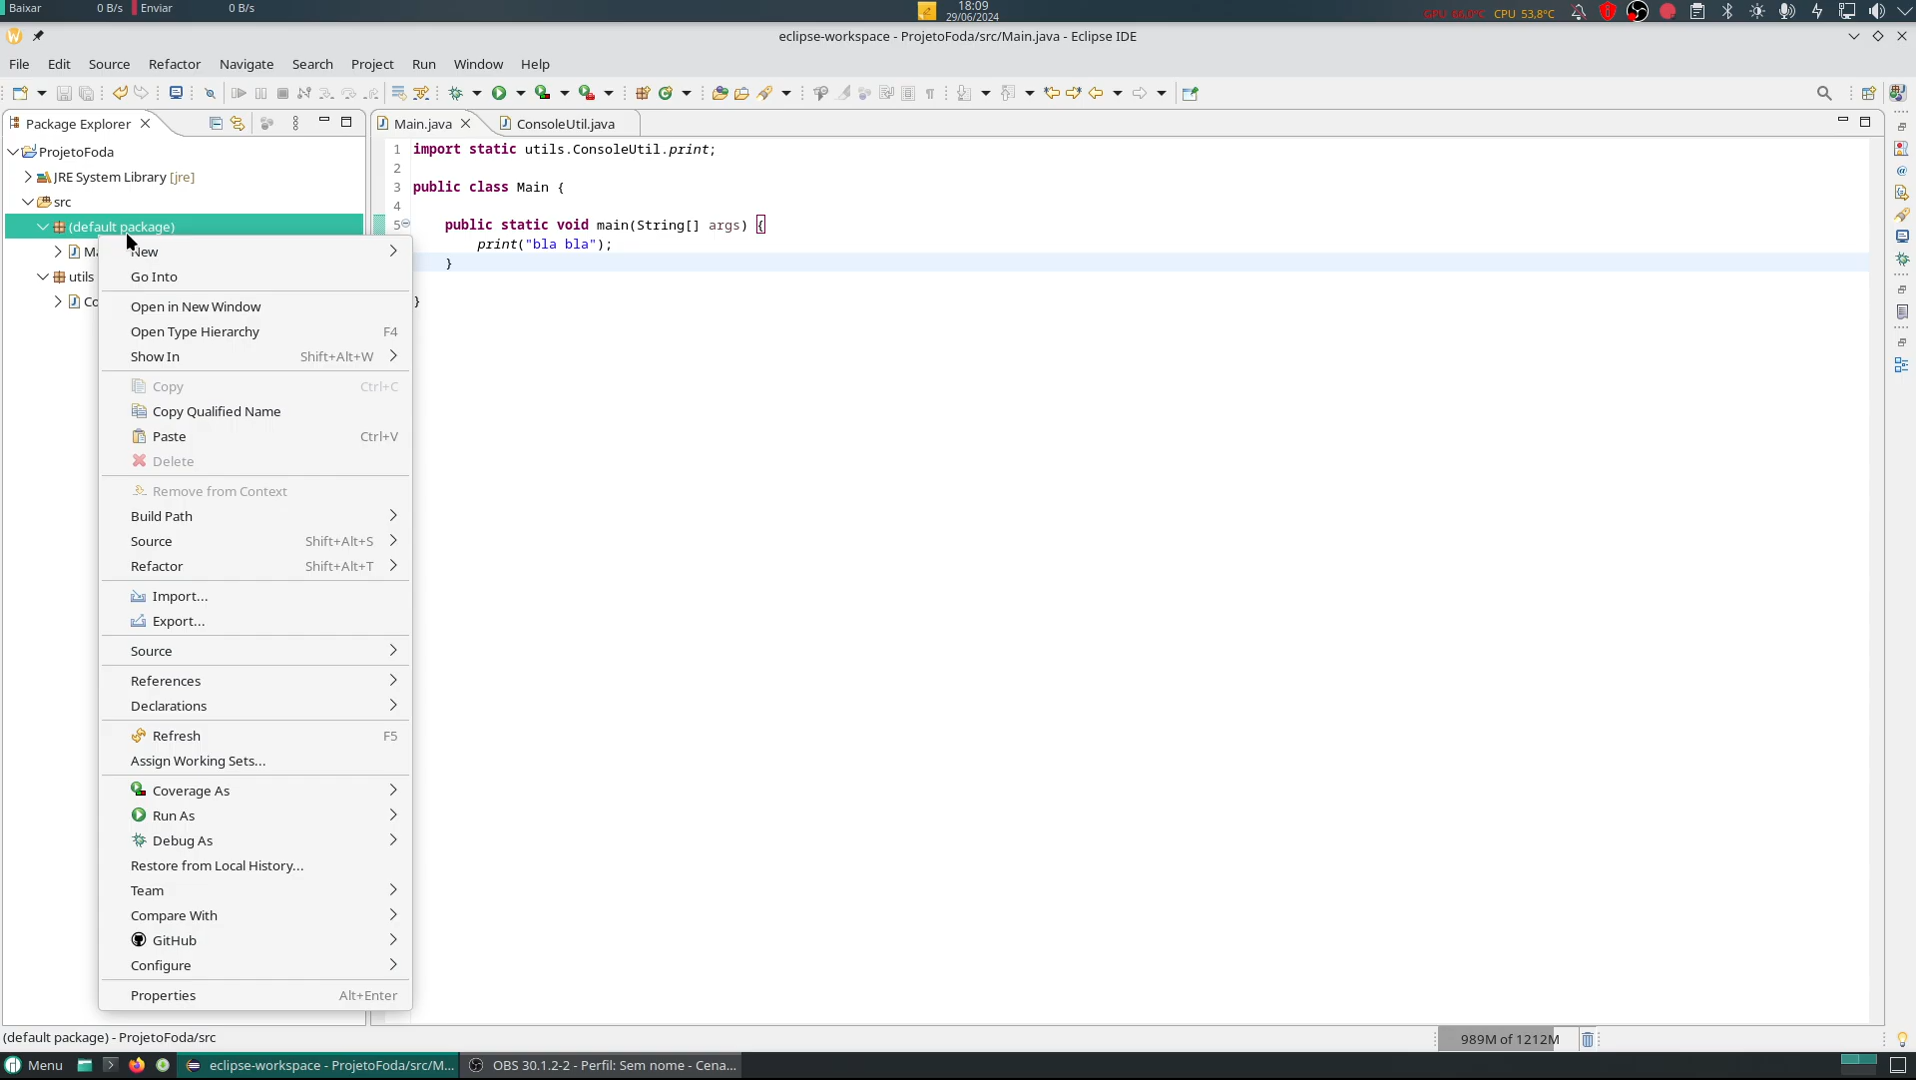 Baixar 0 B/s Enviar 0 B/s
18:09
29/06/2024
GPU 66,0°C CPU 53,8°C
eclipse-workspace - ProjetoFoda/src/Main.java - Eclipse IDE
File Edit Source Refactor Navigate Search Project Run Window Help
Package Explorer
Main.java ConsoleUtil.java
ProjetoFoda
JRE System Library [jre]
src
(default package)
Ma
utils
Co
1 import static utils.ConsoleUtil.print;
2
3 public class Main {
5 public static void main(String[] args) {
print("bla bla");
}
}
New
Go Into
Open in New Window
Open Type Hierarchy F4
Show In Shift+Alt+W
Copy Ctrl+C
Copy Qualified Name
Paste Ctrl+V
Delete
Remove from Context
Build Path
Source Shift+Alt+S
Refactor Shift+Alt+T
Import...
Export...
Source
References
Declarations
Refresh F5
Assign Working Sets...
Coverage As
Run As
Debug As
Restore from Local History...
Team
Compare With
GitHub
Configure
Properties Alt+Enter
(default package) - ProjetoFoda/src
989M of 1212M
Menu
eclipse-workspace - ProjetoFoda/src/M...
OBS 30.1.2-2 - Perfil: Sem nome - Cena...